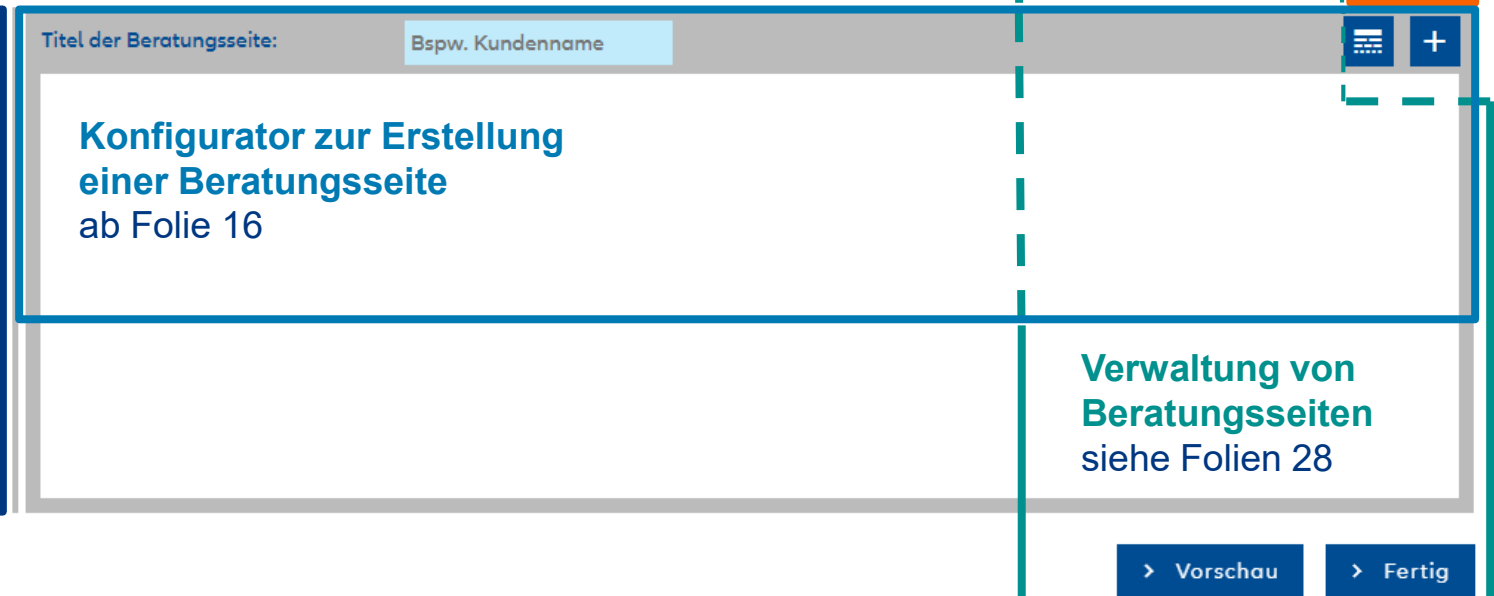 Titel der Beratungsseite:
Bspw. Kundenname
+
Konfigurator zur Erstellung
einer Beratungsseite
ab Folie 16
Verwaltung von
Beratungsseiten
siehe Folien 28
> Vorschau
> Fertig